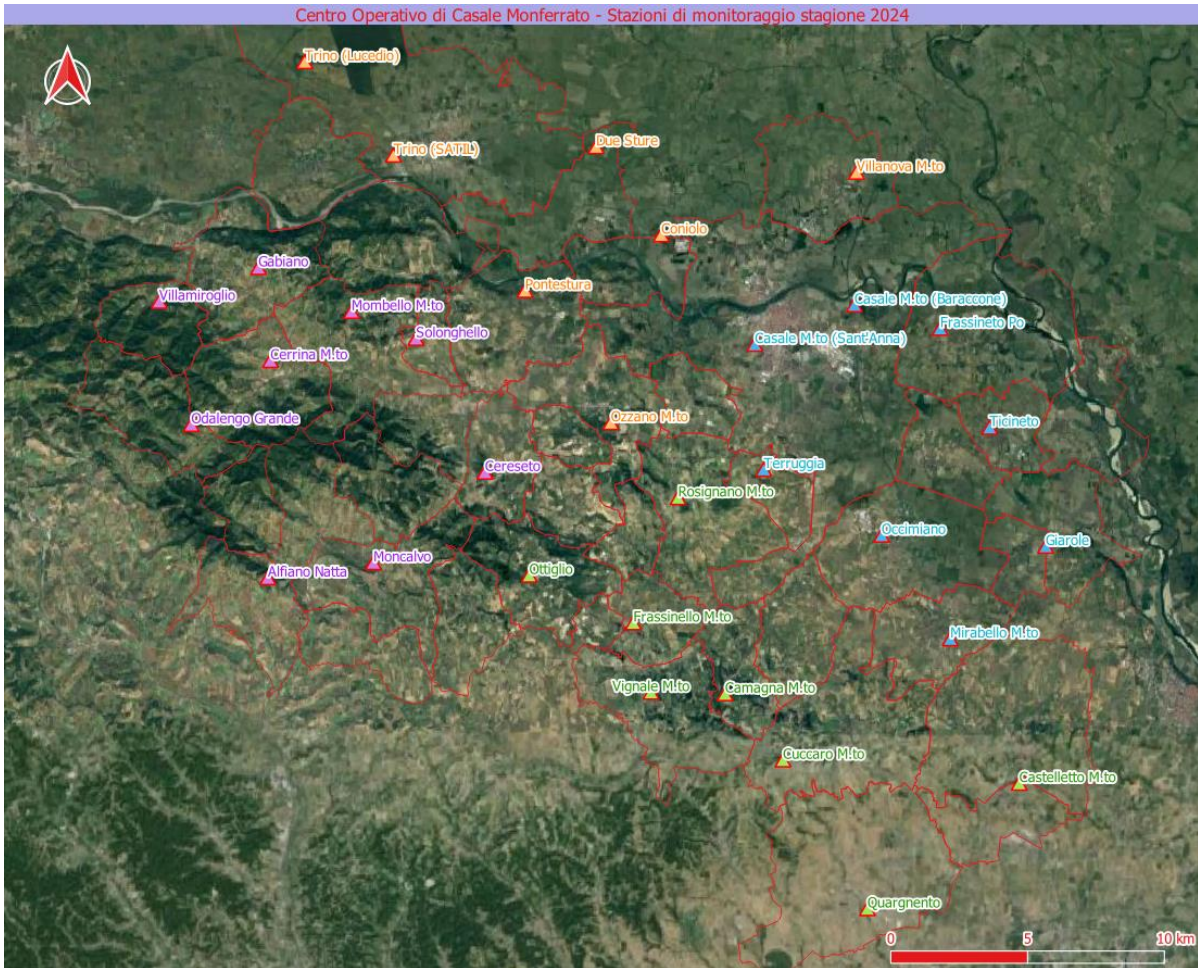 Centro Operativo di Casale Monferrato - Stazioni di monitoraggio stagione 2024
Trino (Lucedio)
Trino (SATIL)
Due Sture
Villanova M.to
Coniolo
Gabiano
Pontestura
Villamiroglio
Mombello M.to
Casale M.to (Baraccone)
Solonghello
Casale M.to (Sant'Anna)
Frassineto Po
Cerrina M.to
Odalengo Grande
Ozzano M.to
Ticineto
Cereseto
Terruggia
Rosignano M.to
Occimiano
Giarole
Moncalvo
Alfiano Natta
Ottiglio
Frassinello M.to
Mirabello M.to
Vignale M.to
Camagna M.to
Cuccaro M.to
Castelletto M.to
Quargnento
0 5 10 km